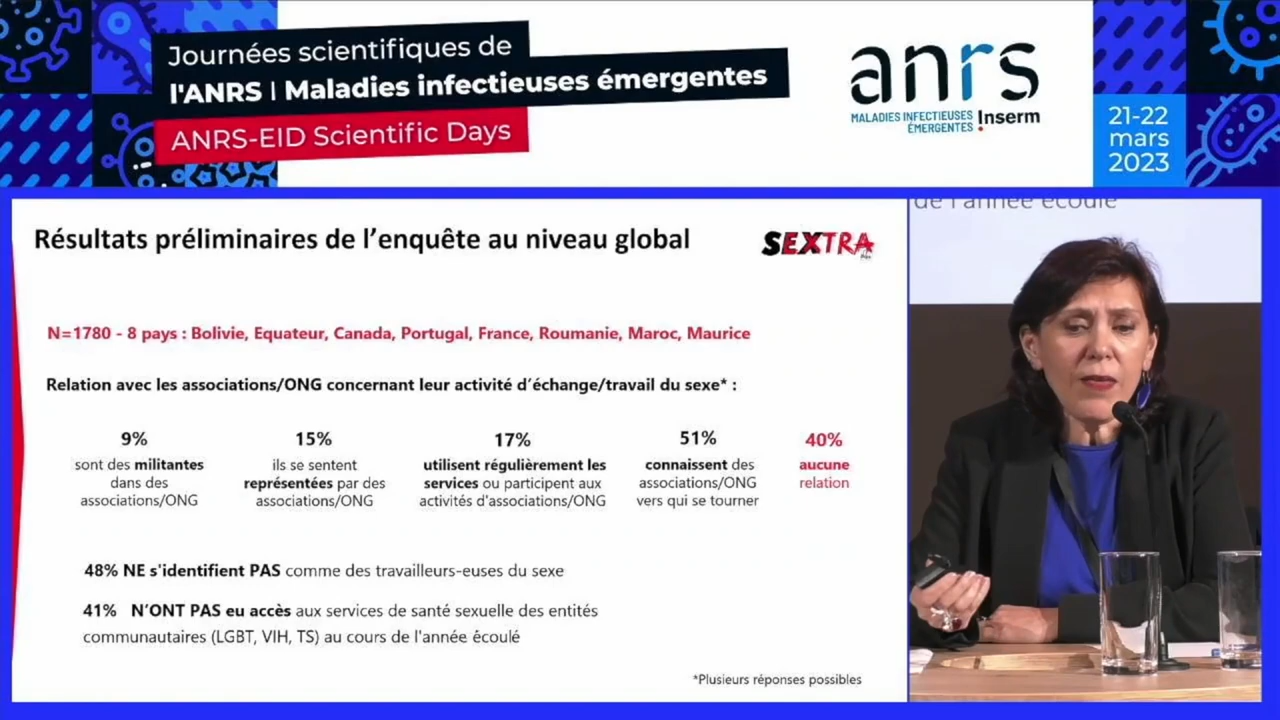 Journées scientifiques de
l'ANRS | Maladies infectieuses émergentes
ANRS-EID Scientific Days
anrs
MALADIES INFECTIEUSES
ÉMERGENTES
Inserm
21-22
mars
2023
de l'année écoulé
Résultats préliminaires de l'enquête au niveau global
SEXTRA
N=1780 - 8 pays : Bolivie, Equateur, Canada, Portugal, France, Roumanie, Maroc, Maurice
Relation avec les associations/ONG concernant leur activité d'échange/travail du sexe* :
9%
sont des militantes
dans des
associations/ONG
15%
ils se sentent
représentées par des
associations/ONG
17%
utilisent régulièrement les
services ou participent aux
activités d'associations/ONG
51%
connaissent des
associations/ONG
vers qui se tourner
40%
aucune
relation
48% NE s'identifient PAS comme des travailleurs-euses du sexe
41% N'ONT PAS eu accès aux services de santé sexuelle des entités
communautaires (LGBT, VIH, TS) au cours de l'année écoulé
*Plusieurs réponses possibles